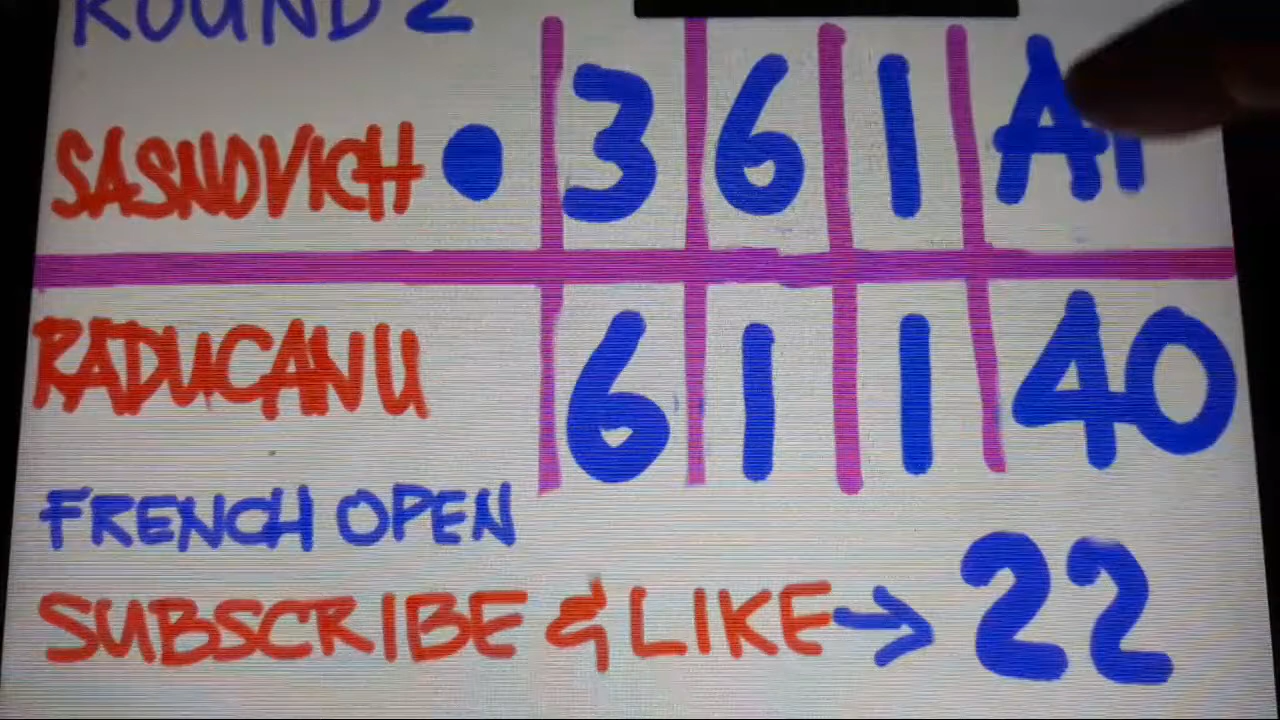 ROUND 2
SASNOVICH • 3 6 1 A
RADUCANU 6 1 1 40
FRENCH OPEN
SUBSCRIBE & LIKE → 22